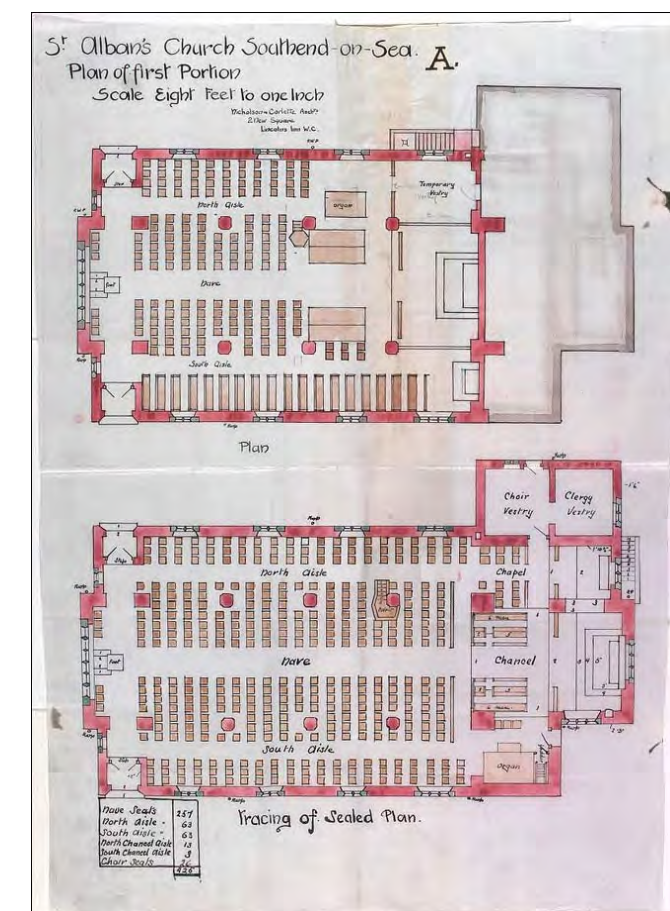 St Alban's Church Southend-on-Sea.
A.
Plan of first Portion
Scale Eight Feet to one Inch
Nicholson & Corlette Archts
2 New Square
Lincolns Inn W.C.
R.W.P.
North Aisle
Organ
Temporary
Vestry
Nave
Font
South Aisle
Plan
Choir
Vestry
Clergy
Vestry
Steps
North Aisle
Chapel
Nave
Chancel
Font
South Aisle
Organ
Nave Seats 257
North Aisle " 63
South Aisle " 63
North Chancel Aisle 13
South Chancel Aisle 3
Choir Seats 26
425
Tracing of Sealed Plan.